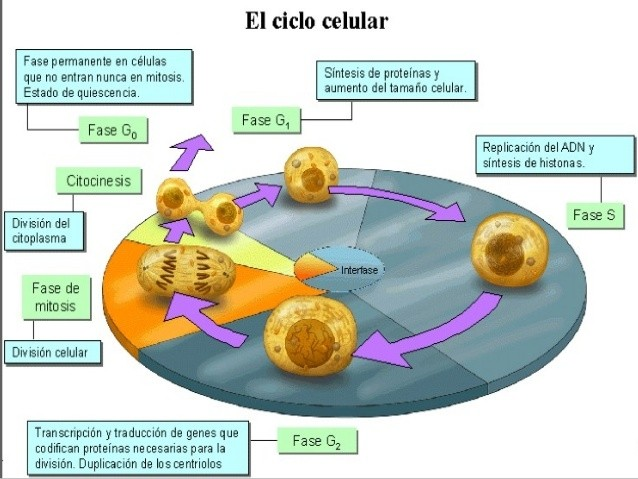 El ciclo celular
Fase permanente en células
que no entran nunca en mitosis.
Estado de quiescencia.
Fase G₀
Síntesis de proteínas y
aumento del tamaño celular.
Fase G₁
Replicación del ADN y
síntesis de histonas.
Fase S
Citocinesis
División del
citoplasma
Interfase
Fase de
mitosis
División celular
Transcripción y traducción de genes que
codifican proteínas necesarias para la
división. Duplicación de los centriolos
Fase G₂